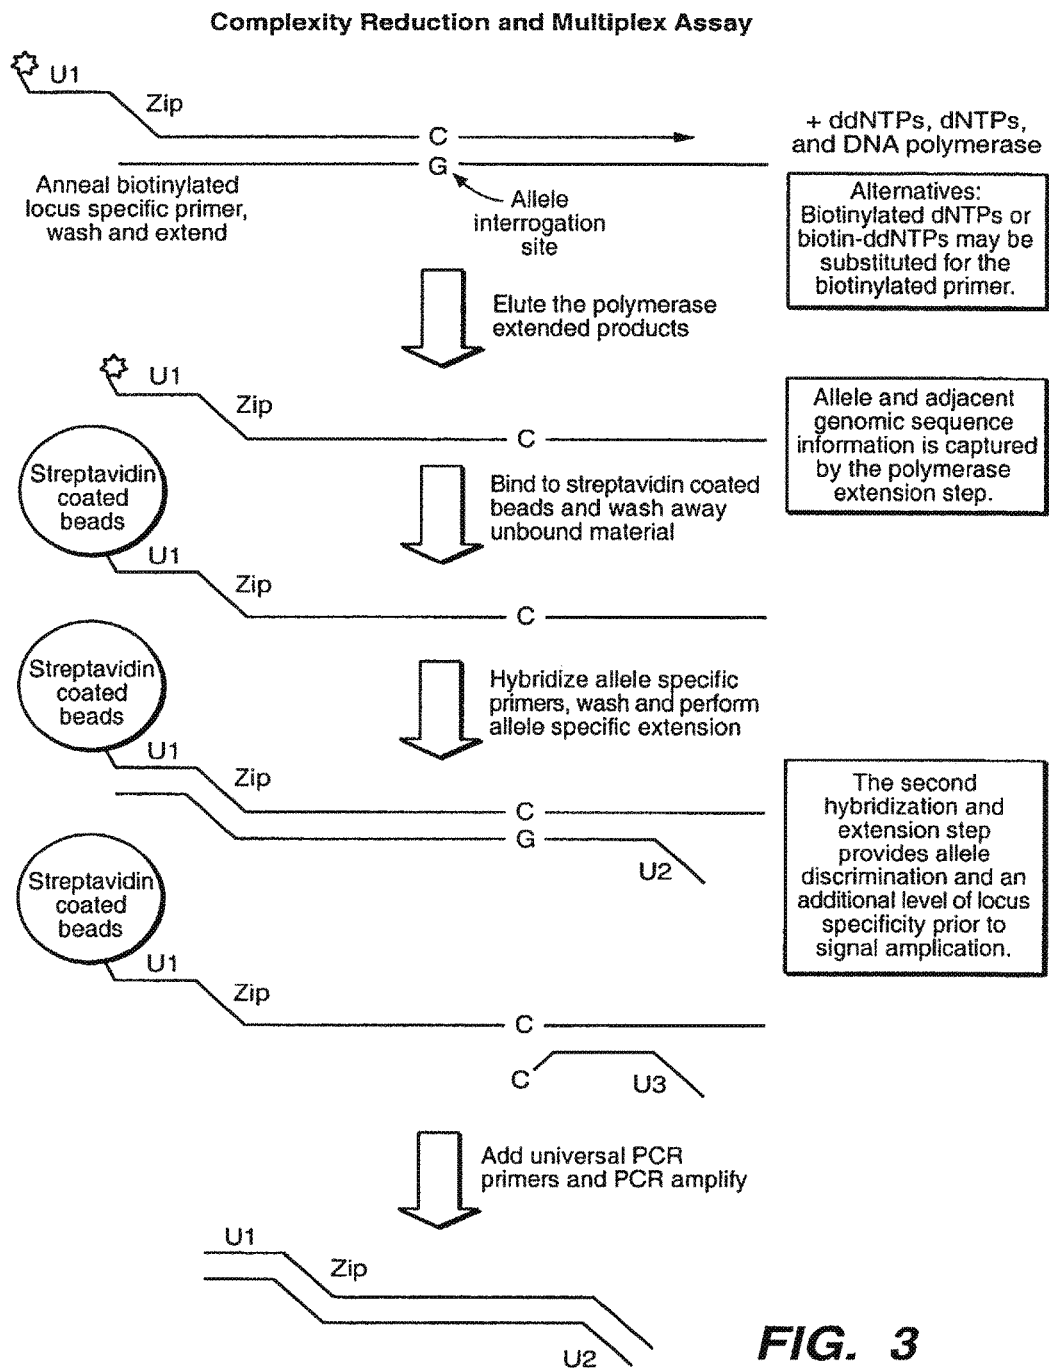 Complexity Reduction and Multiplex Assay
U1
Zip
C
G
+ ddNTPs, dNTPs,
and DNA polymerase
Anneal biotinylated
locus specific primer,
wash and extend
Allele
interrogation
site
Alternatives:
Biotinylated dNTPs or
biotin-ddNTPs may be
substituted for the
biotinylated primer.
Elute the polymerase
extended products
U1
Zip
C
Allele and adjacent
genomic sequence
information is captured
by the polymerase
extension step.
Streptavidin
coated
beads
Bind to streptavidin coated
beads and wash away
unbound material
U1
Zip
C
Streptavidin
coated
beads
Hybridize allele specific
primers, wash and perform
allele specific extension
U1
Zip
C
G
U2
The second
hybridization and
extension step
provides allele
discrimination and an
additional level of locus
specificity prior to
signal amplication.
Streptavidin
coated
beads
U1
Zip
C
C
U3
Add universal PCR
primers and PCR amplify
U1
Zip
U2
FIG. 3